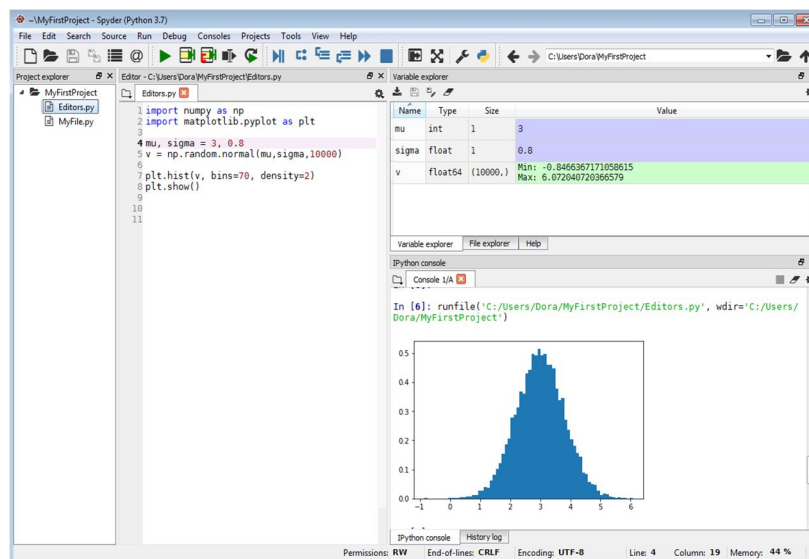 ~\MyFirstProject - Spyder (Python 3.7)
File Edit Search Source Run Debug Consoles Projects Tools View Help
C:\Users\Dora\MyFirstProject
Project explorer
MyFirstProject
Editors.py
MyFile.py
Editor - C:\Users\Dora\MyFirstProject\Editors.py
Editors.py
1 import numpy as np
2 import matplotlib.pyplot as plt
3
4 mu, sigma = 3, 0.8
5 v = np.random.normal(mu,sigma,10000)
6
7 plt.hist(v, bins=70, density=2)
8 plt.show()
9
10
11
Variable explorer
Name Type Size Value
mu int 1 3
sigma float 1 0.8
v float64 (10000,) Min: -0.8466367171058615
Max: 6.072040720366579
Variable explorer File explorer Help
IPython console
Console 1/A
In [6]: runfile('C:/Users/Dora/MyFirstProject/Editors.py', wdir='C:/Users/
Dora/MyFirstProject')
0.5
0.4
0.3
0.2
0.1
0.0
−1 0 1 2 3 4 5 6
IPython console History log
Permissions: RW End-of-lines: CRLF Encoding: UTF-8 Line: 4 Column: 19 Memory: 44 %